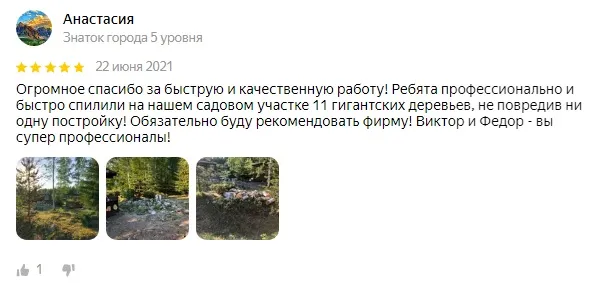 Анастасия
Знаток города 5 уровня
22 июня 2021
Огромное спасибо за быструю и качественную работу! Ребята профессионально и
быстро спилили на нашем садовом участке 11 гигантских деревьев, не повредив ни
одну постройку! Обязательно буду рекомендовать фирму! Виктор и Федор - вы
супер профессионалы!
1